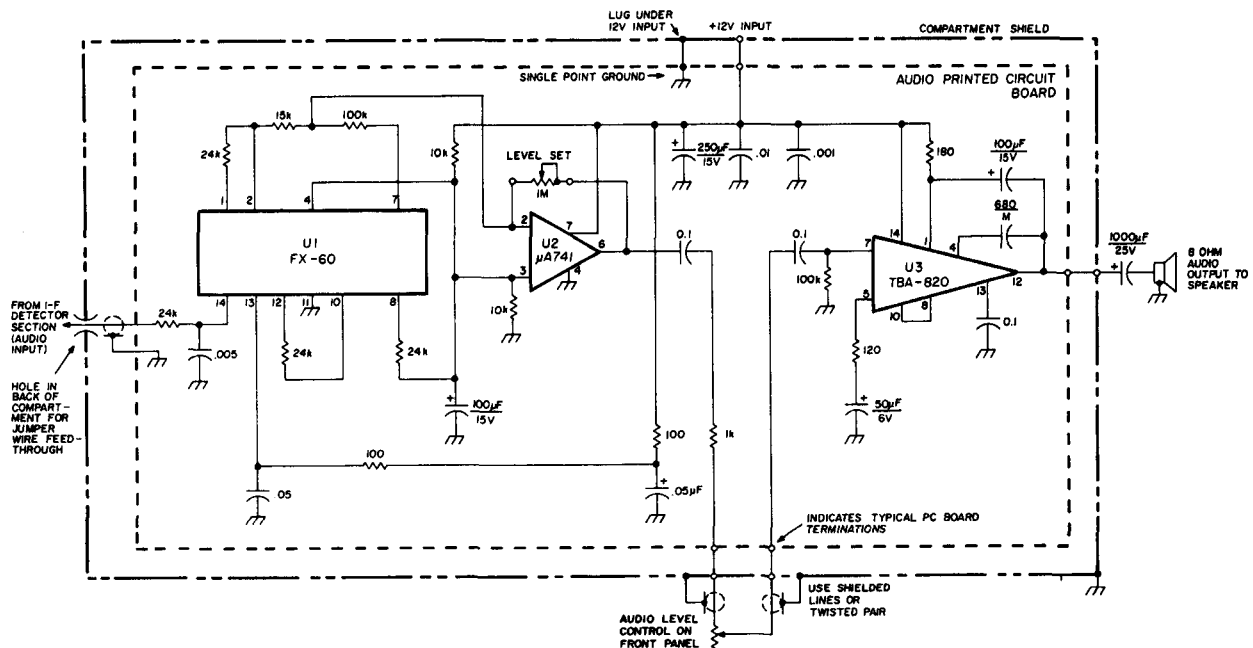 LUG UNDER
12V INPUT
+12V INPUT
COMPARTMENT SHIELD
SINGLE POINT GROUND
AUDIO PRINTED CIRCUIT
BOARD
15k
100k
24k
10k
LEVEL SET
1M
+
250µF
15V
.01
.001
180
100µF
+ 15V
680
M
1
2
4
7
U1
FX-60
14
13
12
11
10
8
2
3
7
6
4
U2
µA741
0.1
10k
0.1
100k
14
1
4
7
5
10
8
13
12
U3
TBA-820
0.1
1000µF
+ 25V
8 OHM
AUDIO
OUTPUT TO
SPEAKER
FROM I-F
DETECTOR
SECTION
(AUDIO
INPUT)
24k
.005
24k
24k
120
+
50µF
6V
HOLE IN
BACK OF
COMPART-
MENT FOR
JUMPER
WIRE FEED-
THROUGH
+
100µF
15V
100
1k
100
.05
+
.05µF
INDICATES TYPICAL PC BOARD
TERMINATIONS
USE SHIELDED
LINES OR
TWISTED PAIR
AUDIO LEVEL
CONTROL ON
FRONT PANEL